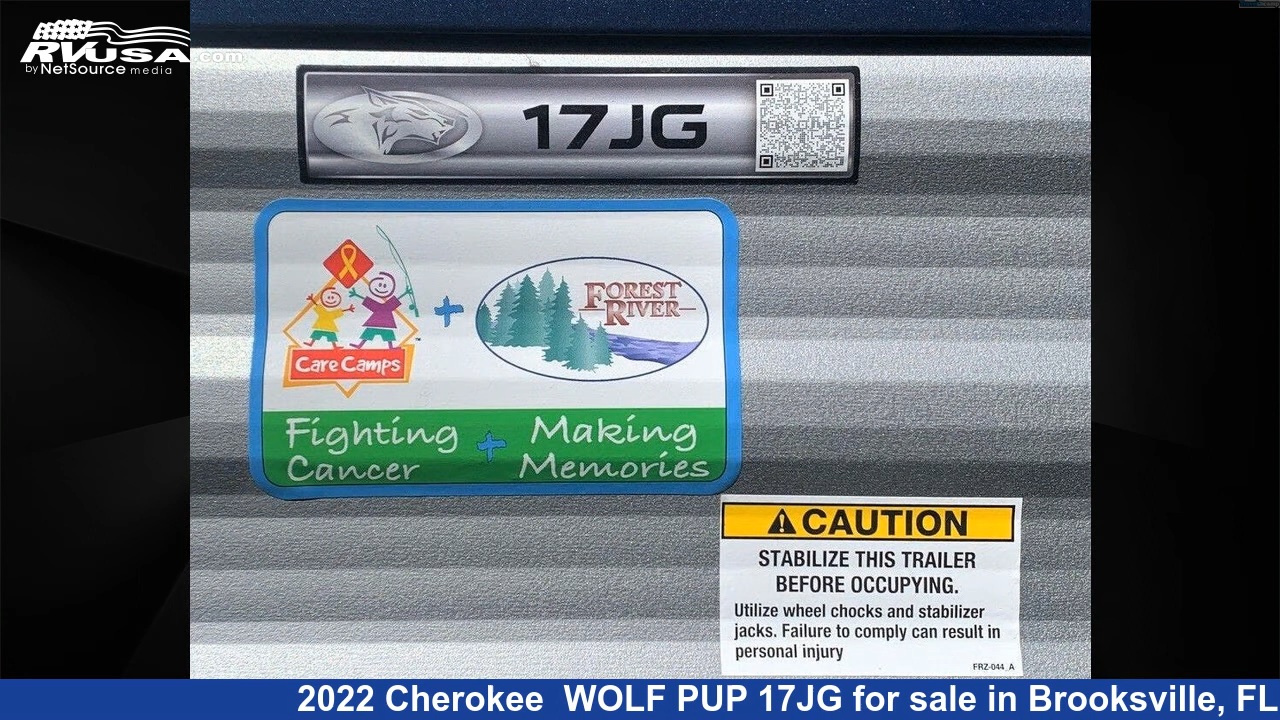 RVUSA.com
by NetSource media
17JG
FOREST
RIVER
Care Camps
™
Fighting + Making
Cancer Memories
CAUTION
STABILIZE THIS TRAILER
BEFORE OCCUPYING.
Utilize wheel chocks and stabilizer
jacks. Failure to comply can result in
personal injury
FRZ-044_A
2022 Cherokee  WOLF PUP 17JG for sale in Brooksville, FL